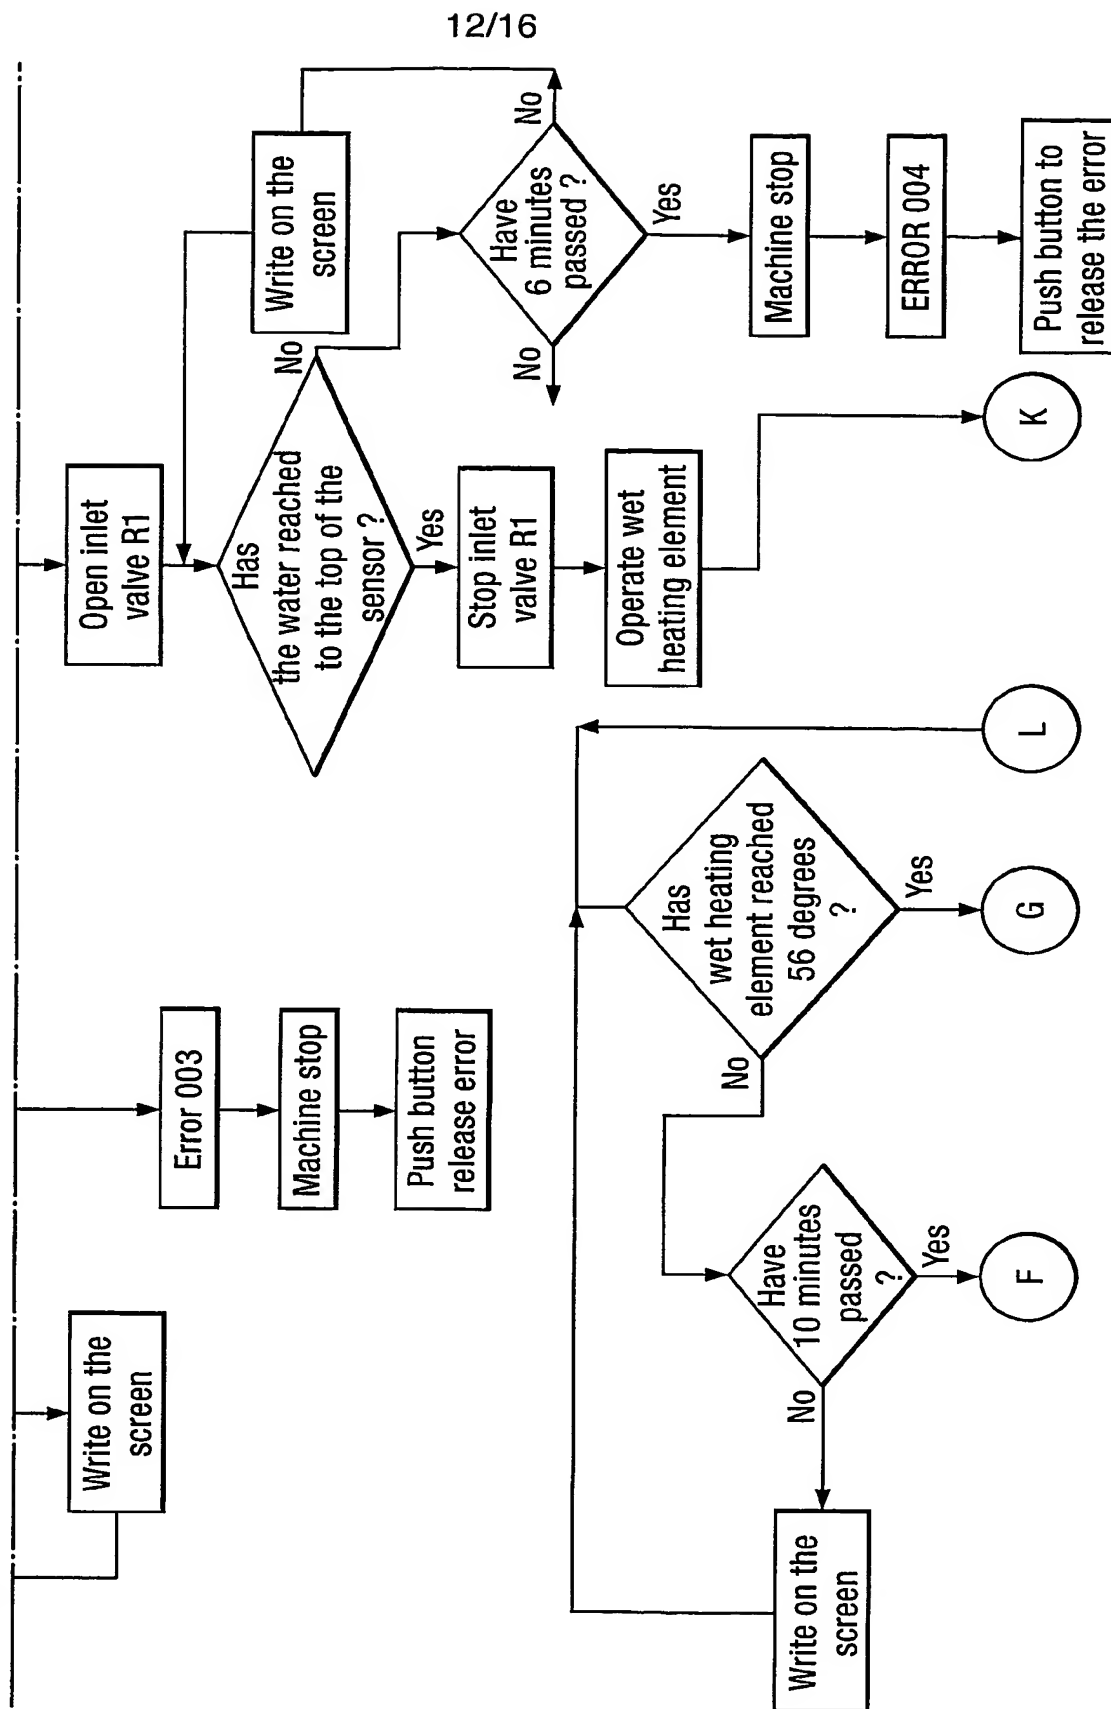 12/16
Write on the
screen
Error 003
Machine stop
Push button
release error
Open inlet
valve R1
Has
the water reached
to the top of the
sensor ?
No
Yes
Write on the
screen
Have
6 minutes
passed ?
No
No
Yes
Stop inlet
valve R1
Operate wet
heating element
K
Machine stop
ERROR 004
Push button to
release the error
L
Has
wet heating
element reached
56 degrees
?
No
Yes
G
Have
10 minutes
passed
?
No
Yes
F
Write on the
screen